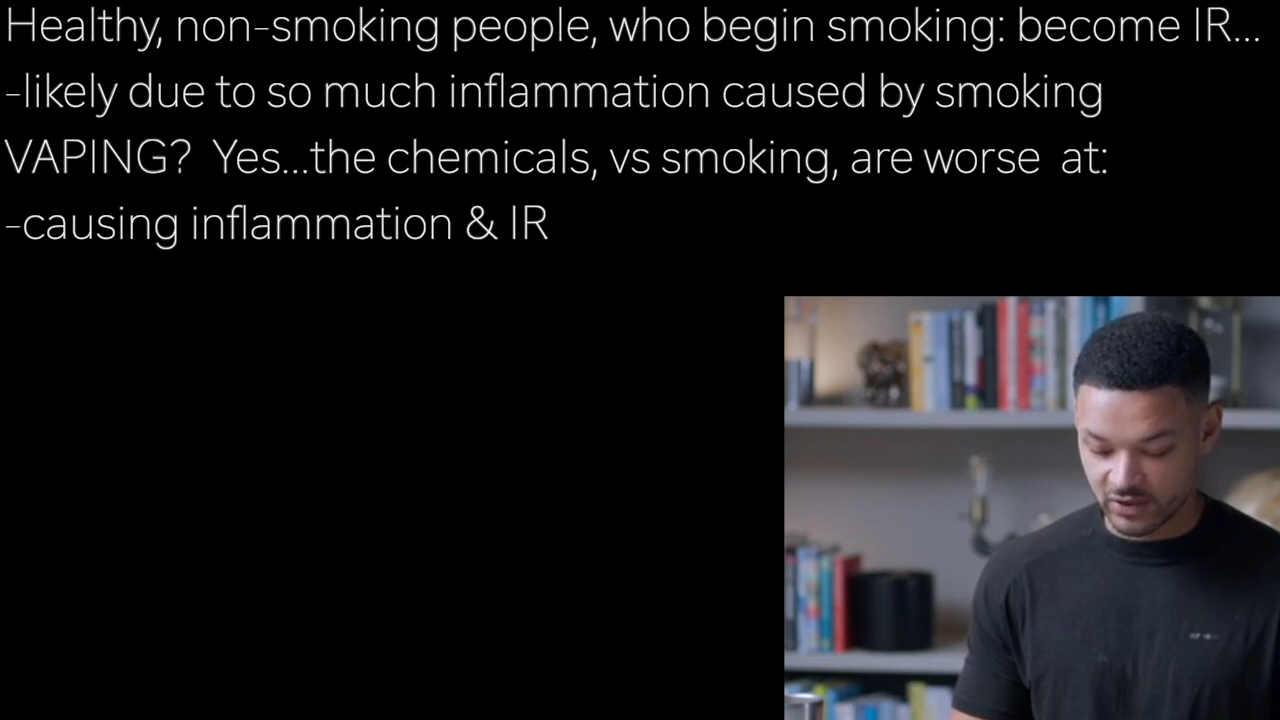 Healthy, non-smoking people, who begin smoking: become IR...
-likely due to so much inflammation caused by smoking
VAPING?  Yes...the chemicals, vs smoking, are worse  at:
-causing inflammation & IR